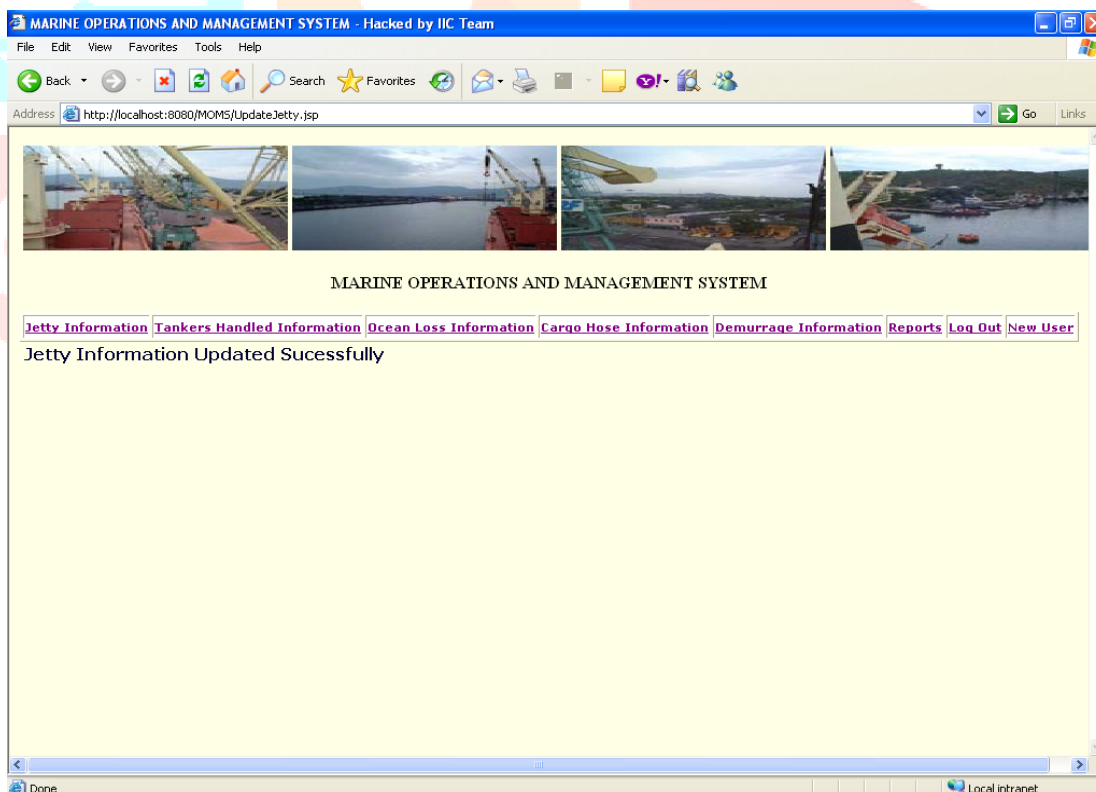 MARINE OPERATIONS AND MANAGEMENT SYSTEM - Hacked by IIC Team
File Edit View Favorites Tools Help
Back Search Favorites
Address http://localhost:8080/MOMS/UpdateJetty.jsp Go Links
MARINE OPERATIONS AND MANAGEMENT SYSTEM
Jetty Information Tankers Handled Information Ocean Loss Information Cargo Hose Information Demurrage Information Reports Log Out New User
Jetty Information Updated Sucessfully
Done Local intranet